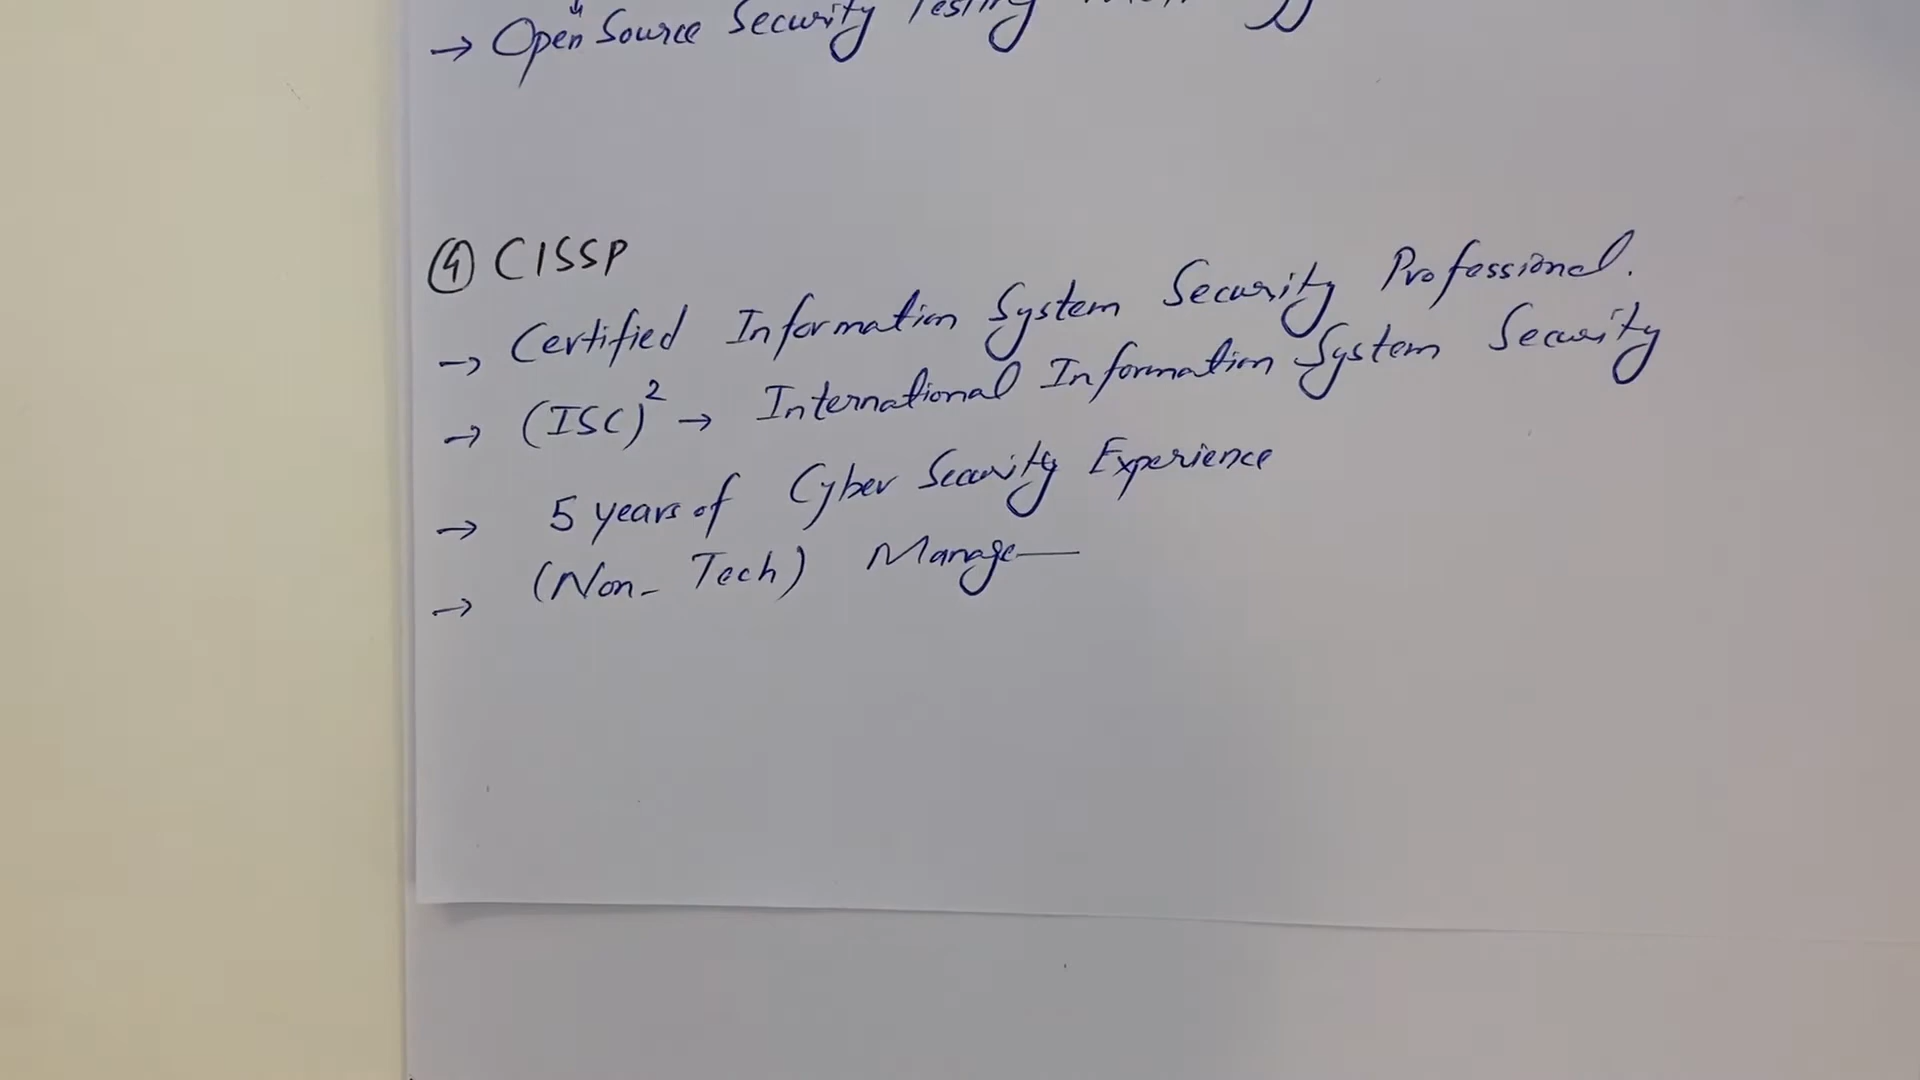 → Open Source Security Testing
④ CISSP
→ Certified Information System Security Professional.
→ (ISC)² → International Information System Security
→ 5 years of Cyber Security Experience
→ (Non-Tech) Manage—